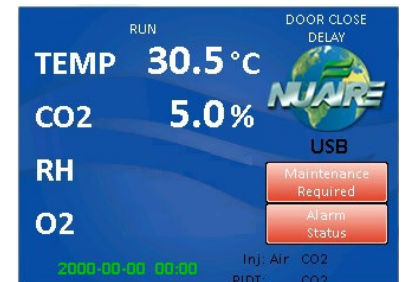 RUN
DOOR CLOSE
DELAY
TEMP 30.5 °C
NUAIRE
CO2 5.0 %
USB
RH
Maintenance
Required
O2
Alarm
Status
Inj: Air CO2
2000-00-00 00:00
PIDT: CO2